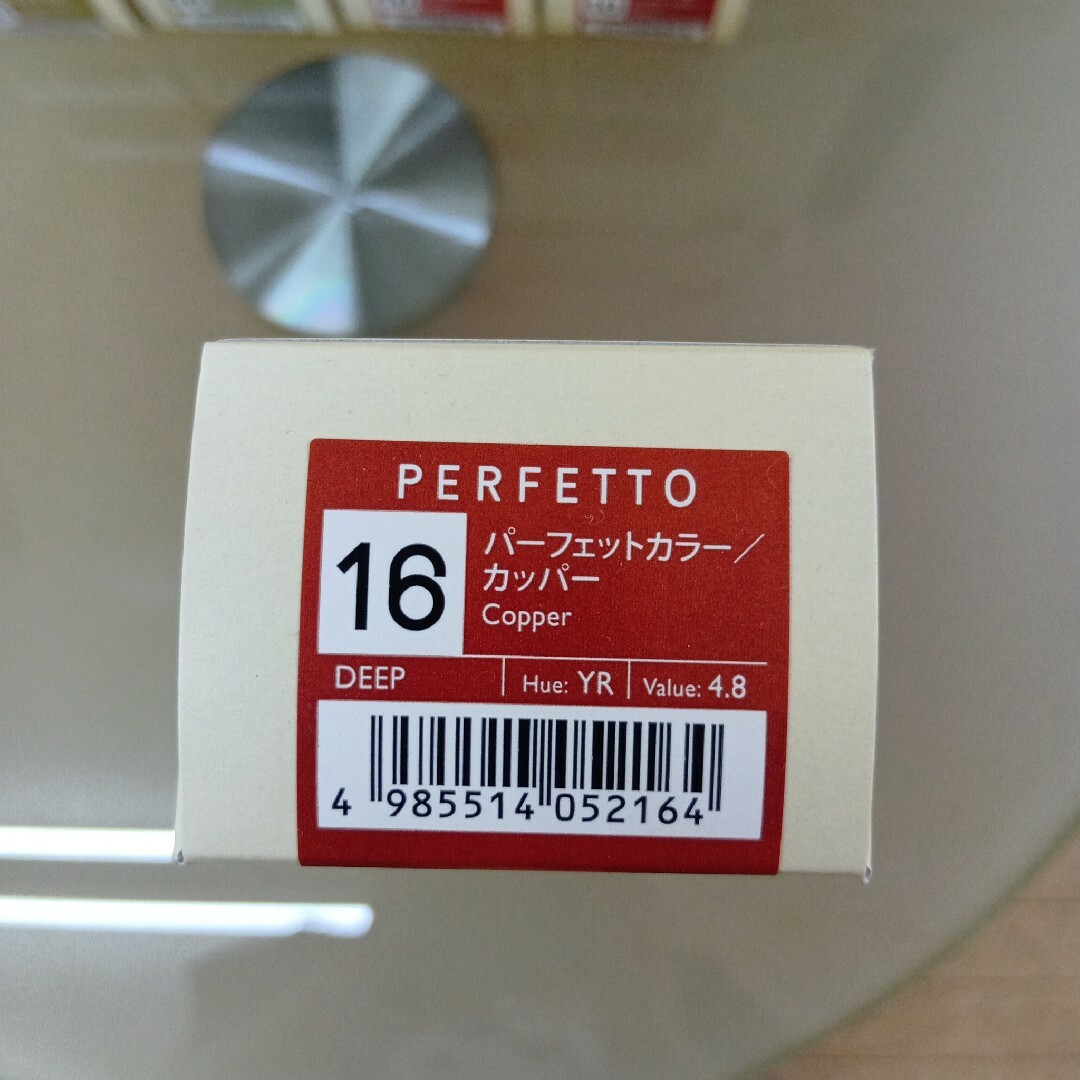 PERFETTO
16
パーフェットカラー／
カッパー
Copper
DEEP
Hue: YR
Value: 4.8
4 985514 052164